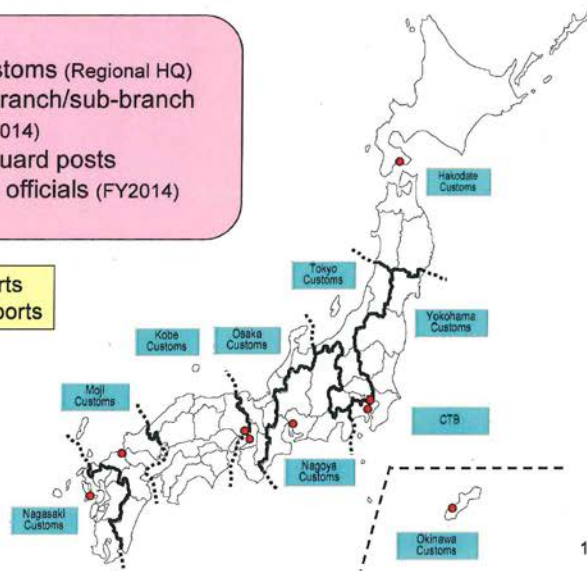 stoms (Regional HQ)
ranch/sub-branch
014)
uard posts
officials (FY2014)
rts
ports
Hakodate
Customs
Tokyo
Customs
Yokohama
Customs
Kobe
Customs
Osaka
Customs
Moji
Customs
CTB
Nagoya
Customs
Nagasaki
Customs
Okinawa
Customs
1